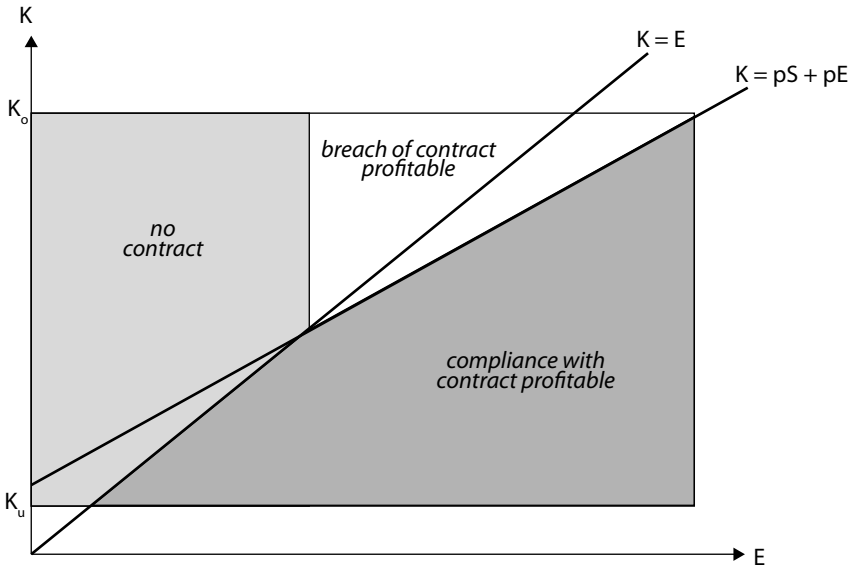 K
K = E
K = pS + pE
Ko
breach of contract
profitable
no
contract
compliance with
contract profitable
Ku
E